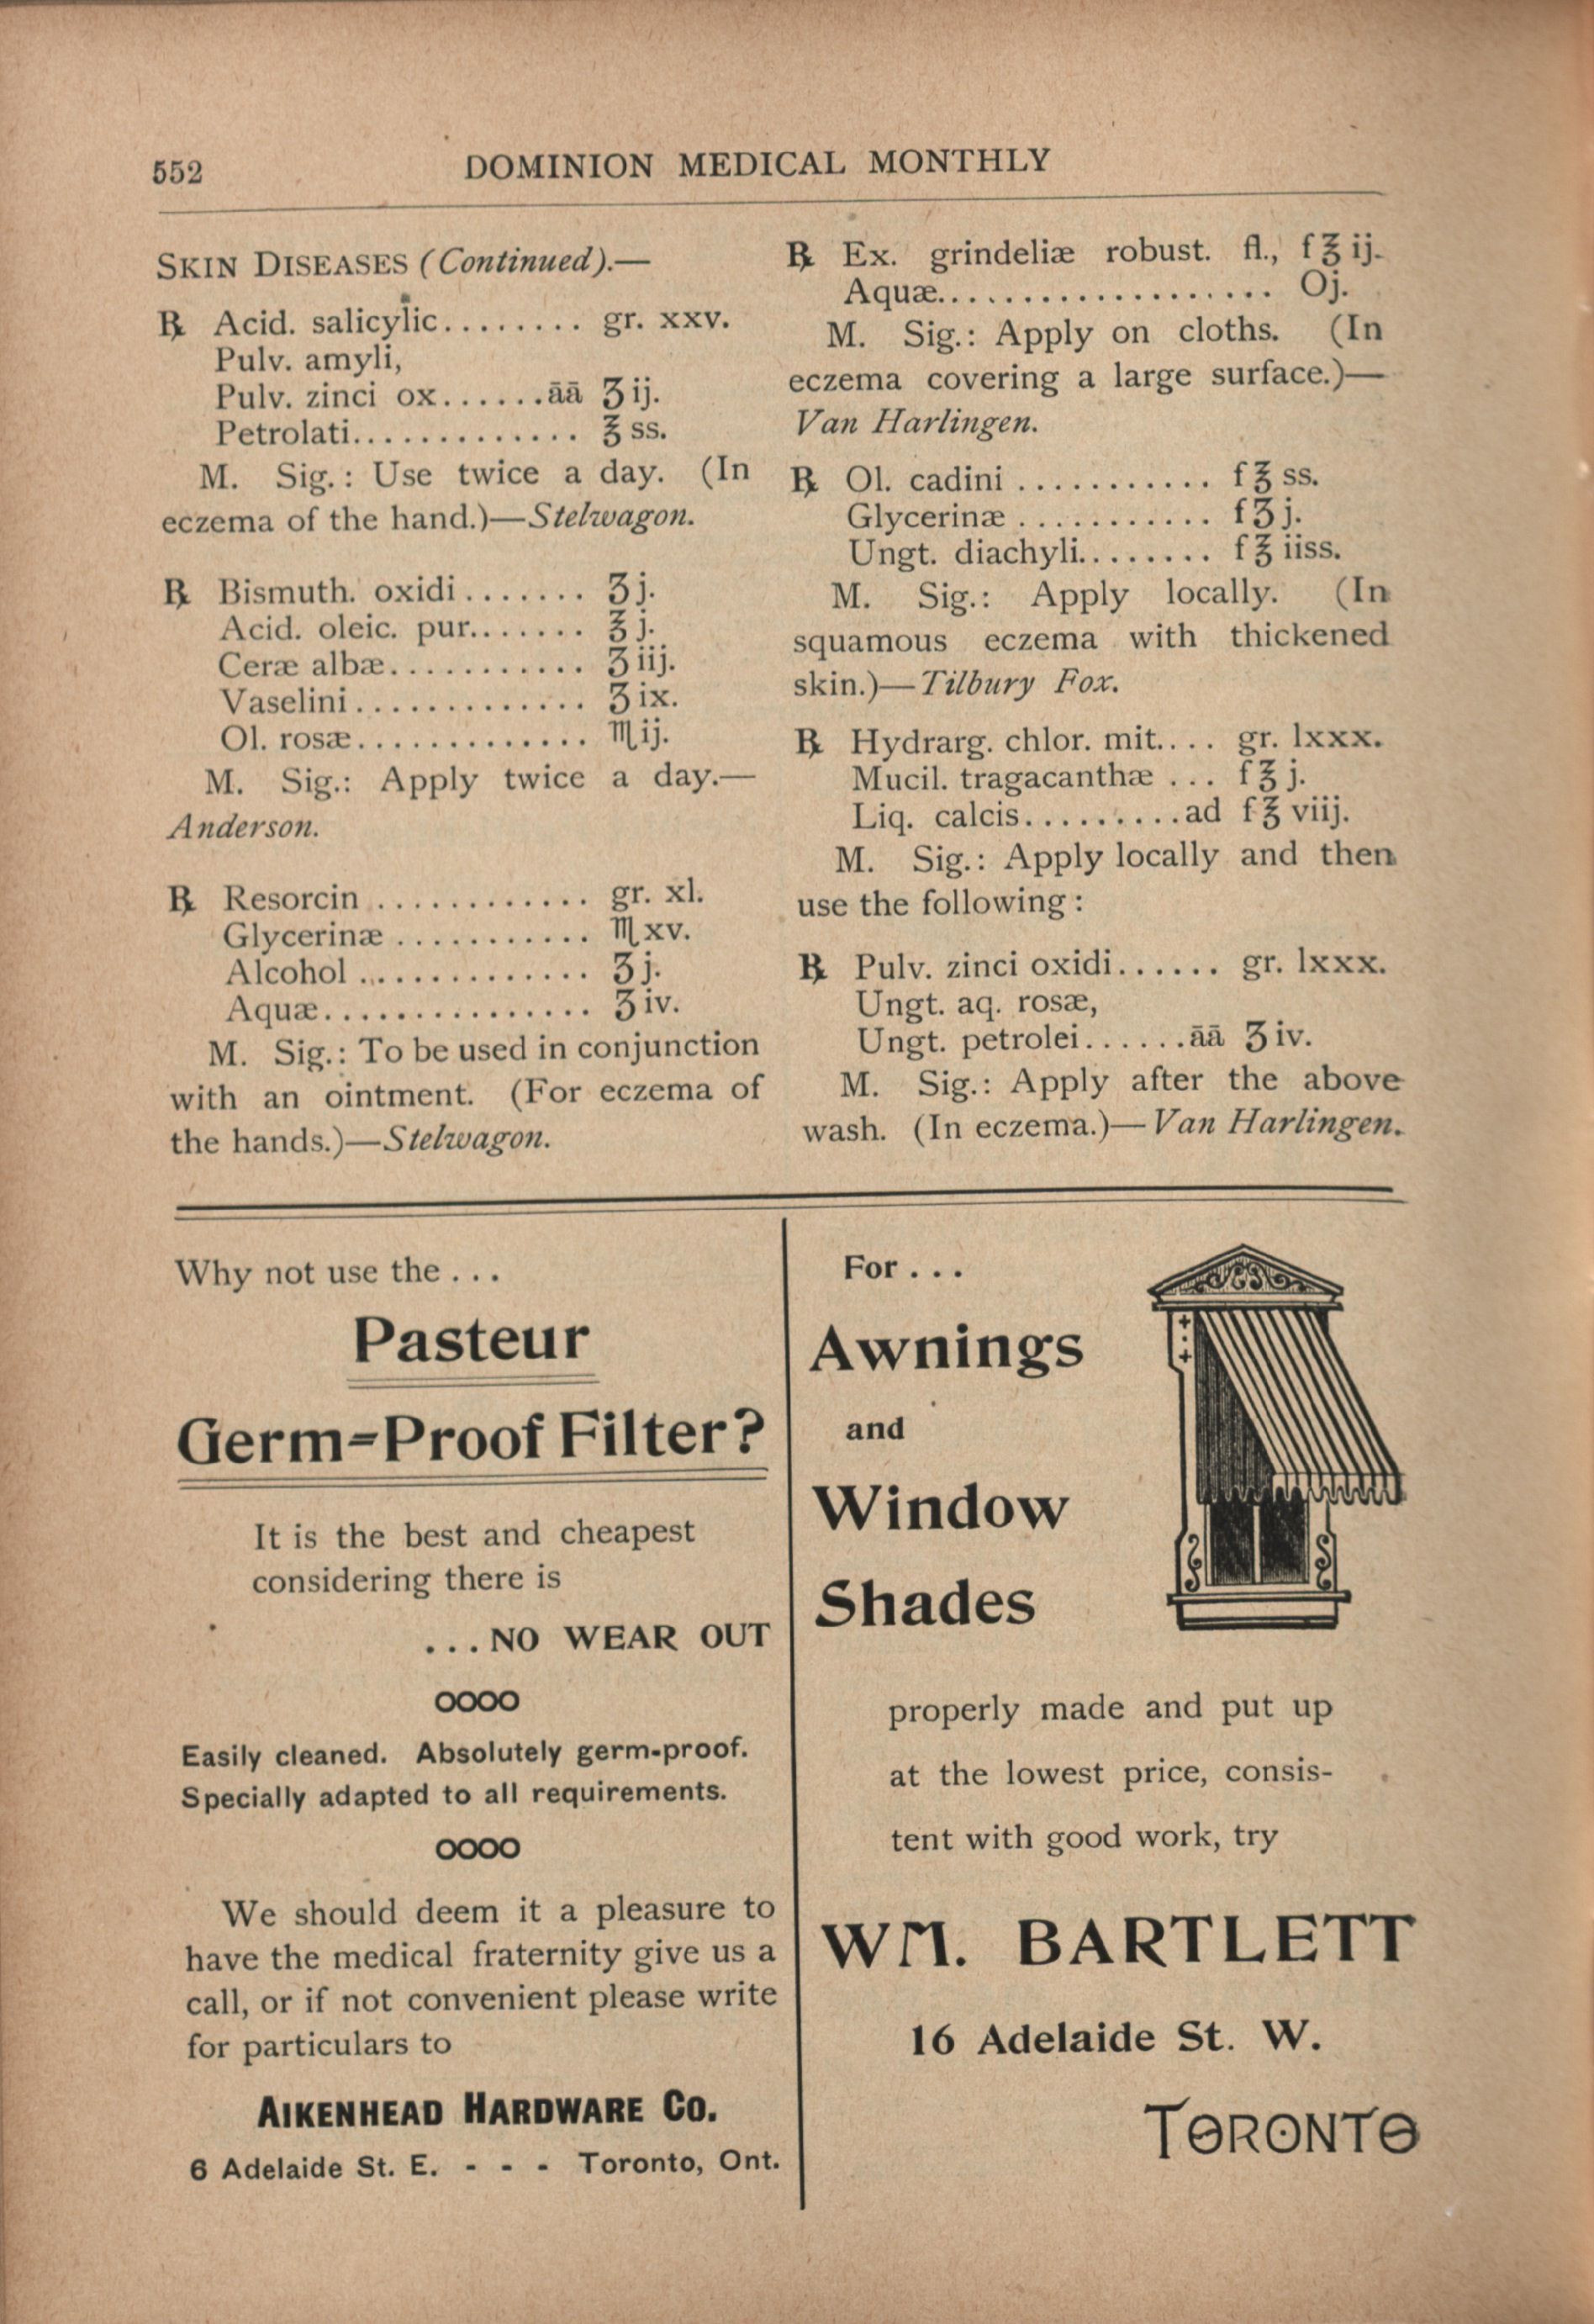 552
DOMINION MEDICAL MONTHLY
SKIN DISEASES (Continued).—
℞ Acid. salicylic........ gr. xxv.
Pulv. amyli,
Pulv. zinci ox......āā ʒij.
Petrolati............. ℥ss.
M. Sig.: Use twice a day. (In
eczema of the hand.)—Stelwagon.
℞ Bismuth. oxidi....... ʒj.
Acid. oleic. pur....... ℥j.
Ceræ albæ........... ʒiij.
Vaselini............. ʒix.
Ol. rosæ............. ♏ij.
M. Sig.: Apply twice a day.—
Anderson.
℞ Resorcin ............ gr. xl.
Glycerinæ ........... ♏xv.
Alcohol ............. ʒj.
Aquæ............... ʒiv.
M. Sig.: To be used in conjunction
with an ointment. (For eczema of
the hands.)—Stelwagon.
℞ Ex. grindeliæ robust. fl., f℥ij.
Aquæ................... Oj.
M. Sig.: Apply on cloths. (In
eczema covering a large surface.)—
Van Harlingen.
℞ Ol. cadini ........... f℥ss.
Glycerinæ ........... fʒj.
Ungt. diachyli........ f℥iiss.
M. Sig.: Apply locally. (In
squamous eczema with thickened
skin.)—Tilbury Fox.
℞ Hydrarg. chlor. mit.... gr. lxxx.
Mucil. tragacanthæ ... f℥j.
Liq. calcis.........ad f℥viij.
M. Sig.: Apply locally and then
use the following:
℞ Pulv. zinci oxidi...... gr. lxxx.
Ungt. aq. rosæ,
Ungt. petrolei......āā ʒiv.
M. Sig.: Apply after the above
wash. (In eczema.)—Van Harlingen.
Why not use the ...
Pasteur
Germ-Proof Filter?
It is the best and cheapest
considering there is
...NO WEAR OUT
oooo
Easily cleaned. Absolutely germ-proof.
Specially adapted to all requirements.
oooo
We should deem it a pleasure to
have the medical fraternity give us a
call, or if not convenient please write
for particulars to
AIKENHEAD HARDWARE CO.
6 Adelaide St. E. - - - Toronto, Ont.
For ...
Awnings
and
Window
Shades
properly made and put up
at the lowest price, consis-
tent with good work, try
WM. BARTLETT
16 Adelaide St. W.
TORONTO